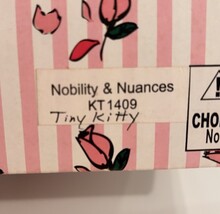 Nobility & Nuances
KT1409
Tiny Kitty
CHO
No